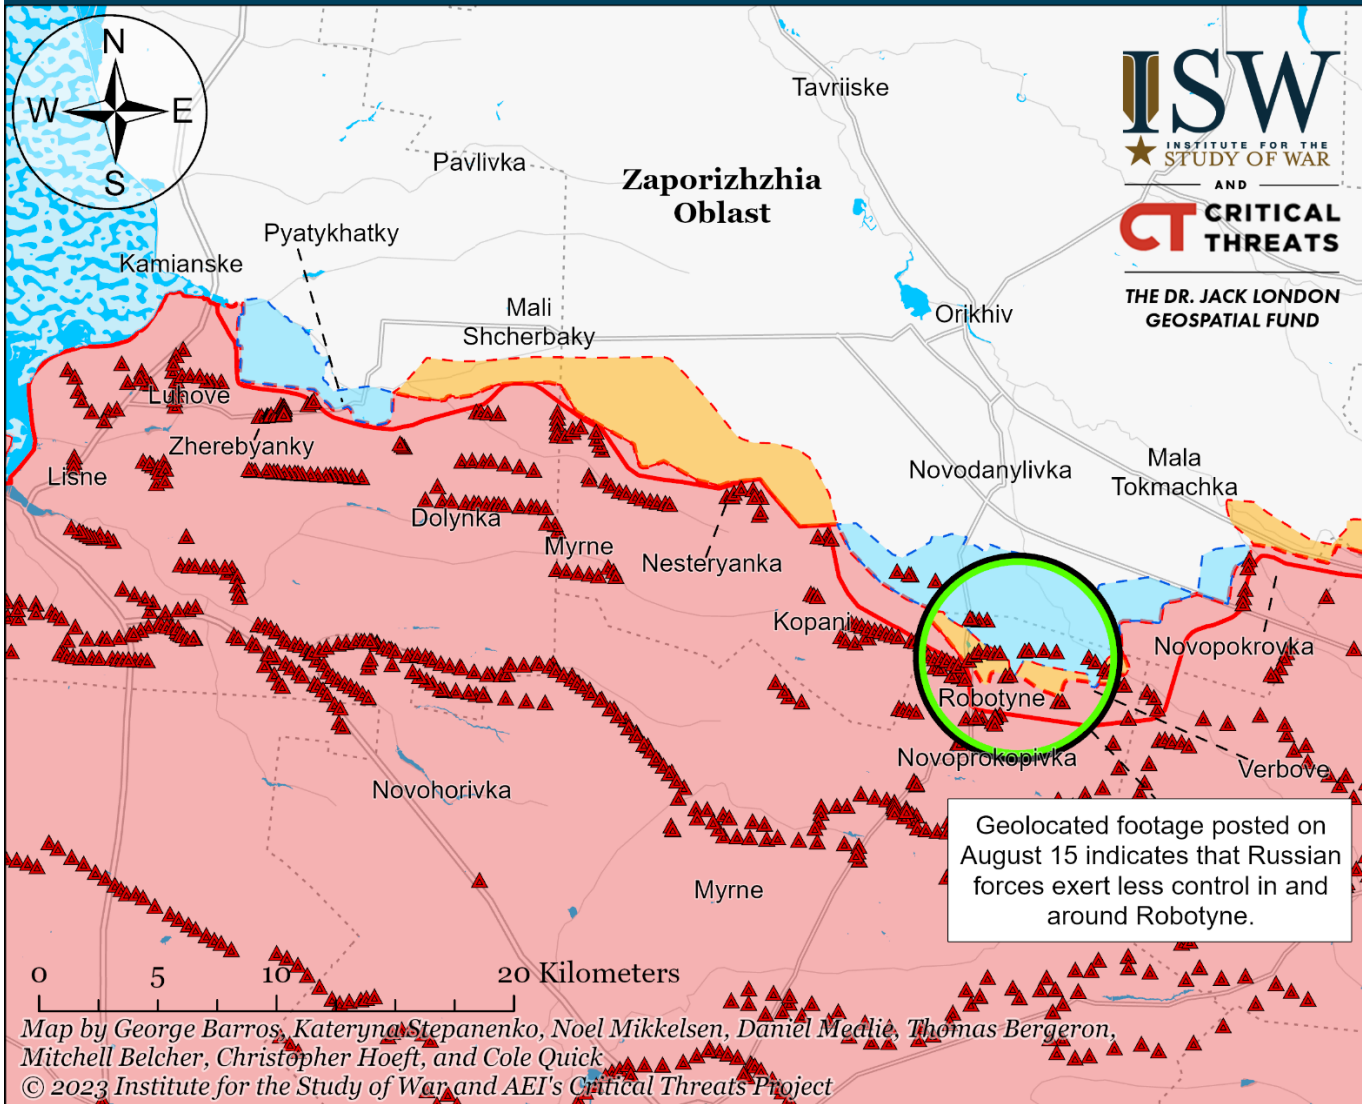 N
W
E
S
Tavriiske
ISW
INSTITUTE FOR THE
STUDY OF WAR
AND
CT CRITICAL
THREATS
THE DR. JACK LONDON
GEOSPATIAL FUND
Pavlivka
Zaporizhzhia
Oblast
Pyatykhatky
Kamianske
Mali
Shcherbaky
Orikhiv
Luhove
Zherebyanky
Lisne
Novodanylivka
Mala
Tokmachka
Dolynka
Myrne
Nesteryanka
Kopani
Novopokrovka
Robotyne
Novoprokopivka
Verbove
Novohorivka
Geolocated footage posted on
August 15 indicates that Russian
forces exert less control in and
around Robotyne.
Myrne
0 5 10 20 Kilometers
Map by George Barros, Kateryna Stepanenko, Noel Mikkelsen, Daniel Mealie, Thomas Bergeron,
Mitchell Belcher, Christopher Hoeft, and Cole Quick
© 2023 Institute for the Study of War and AEI's Critical Threats Project